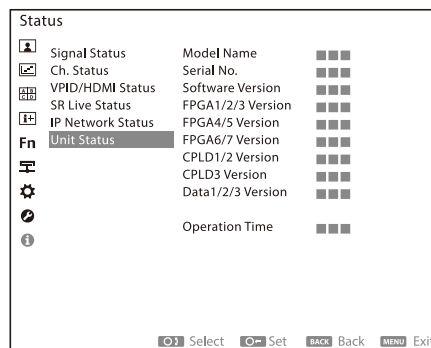 Status
Signal Status
Ch. Status
VPID/HDMI Status
SR Live Status
IP Network Status
Unit Status
Model Name
Serial No.
Software Version
FPGA1/2/3 Version
FPGA4/5 Version
FPGA6/7 Version
CPLD1/2 Version
CPLD3 Version
Data1/2/3 Version
Operation Time
A B
C D
Fn
Select Set BACK Back MENU Exit